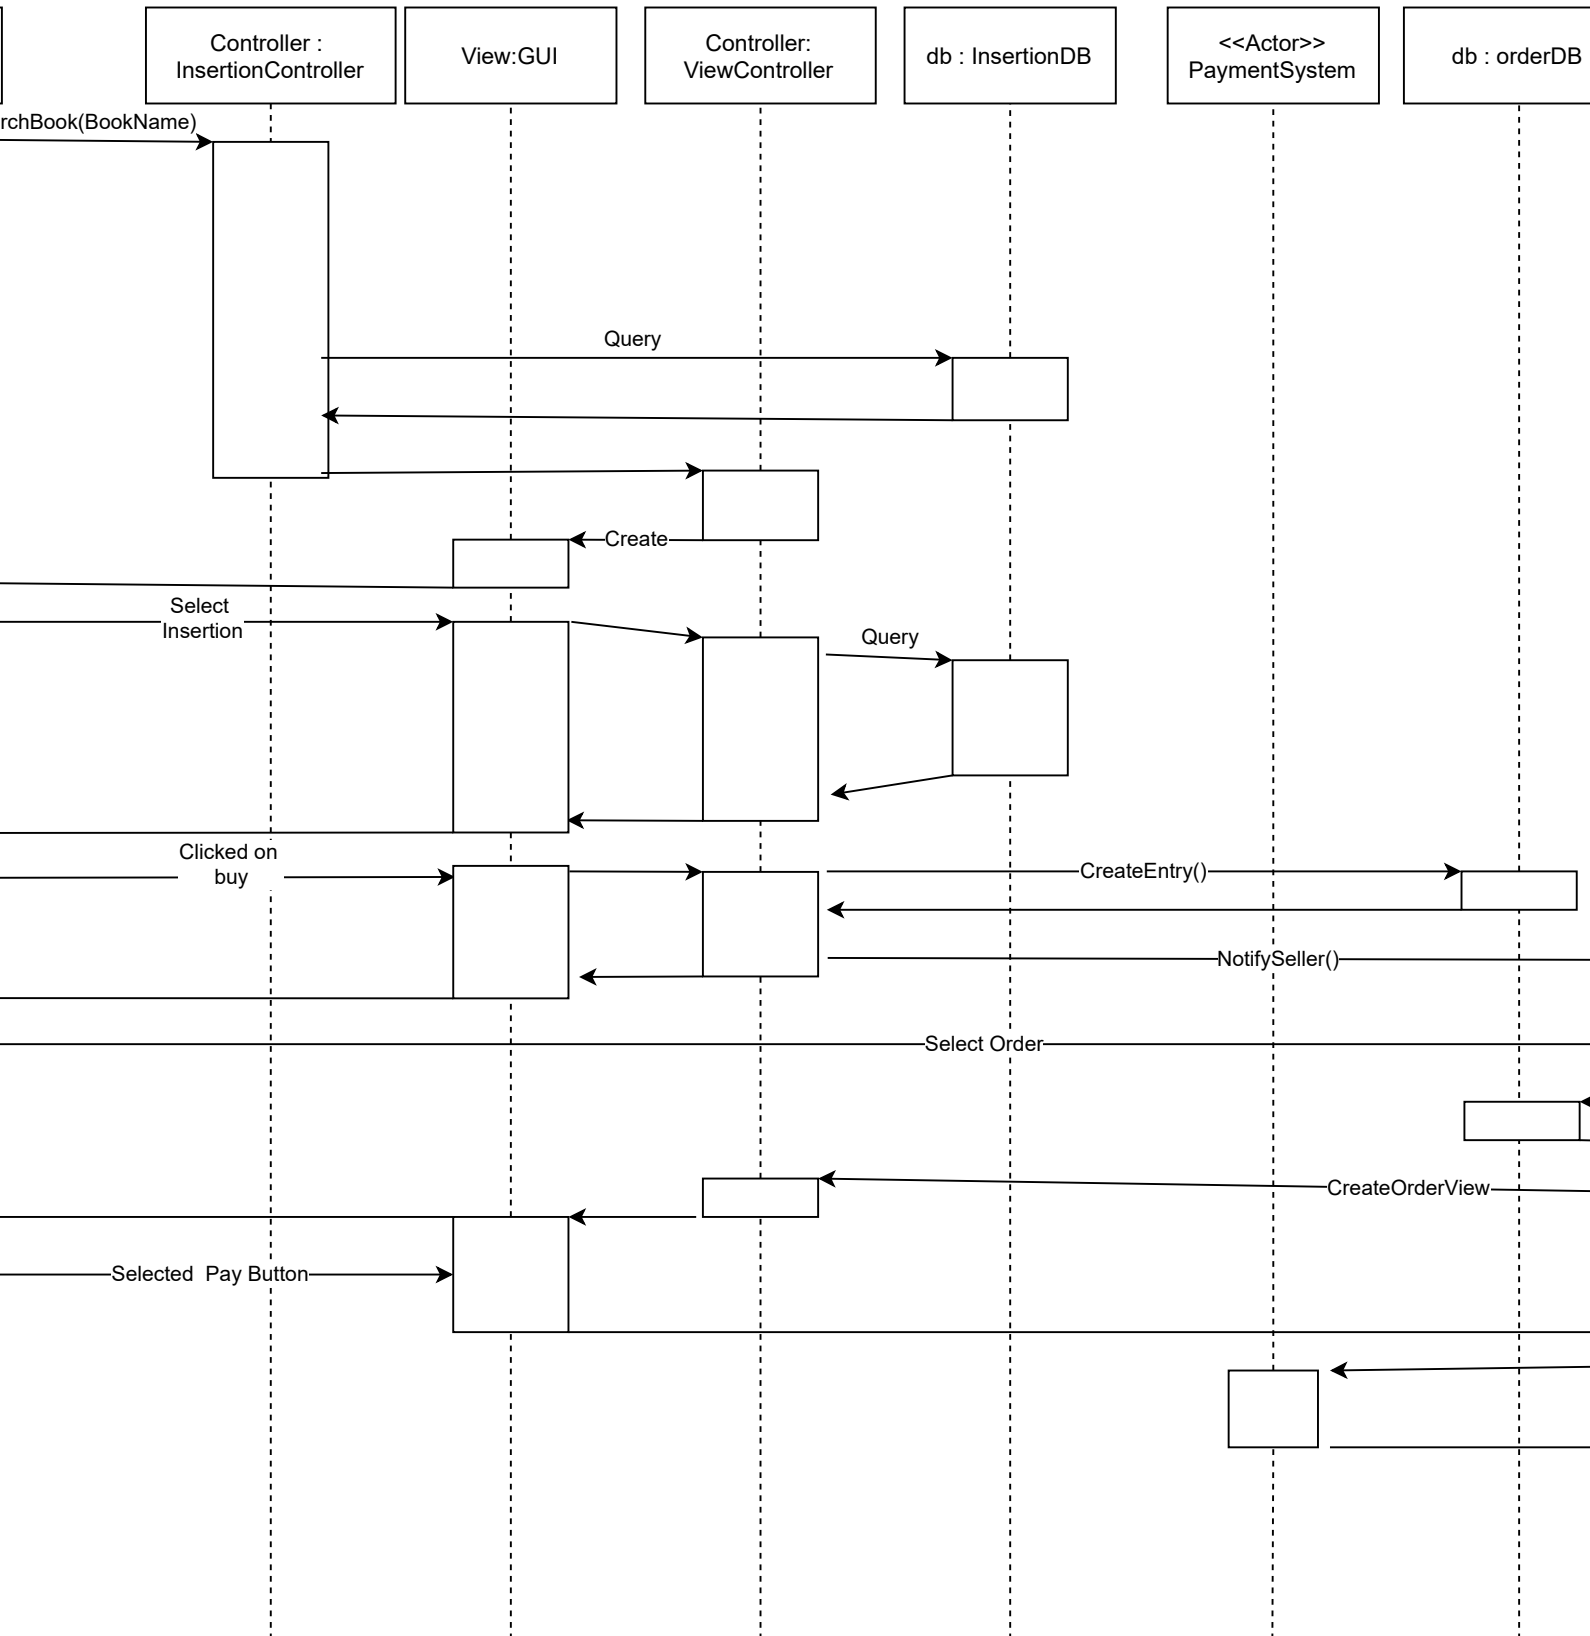 Controller :
InsertionController
View:GUI
Controller:
ViewController
db : InsertionDB
<<Actor>>
PaymentSystem
db : orderDB
rchBook(BookName)
Query
Create
Select
Insertion
Query
Clicked on
buy
CreateEntry()
NotifySeller()
Select Order
CreateOrderView
Selected  Pay Button